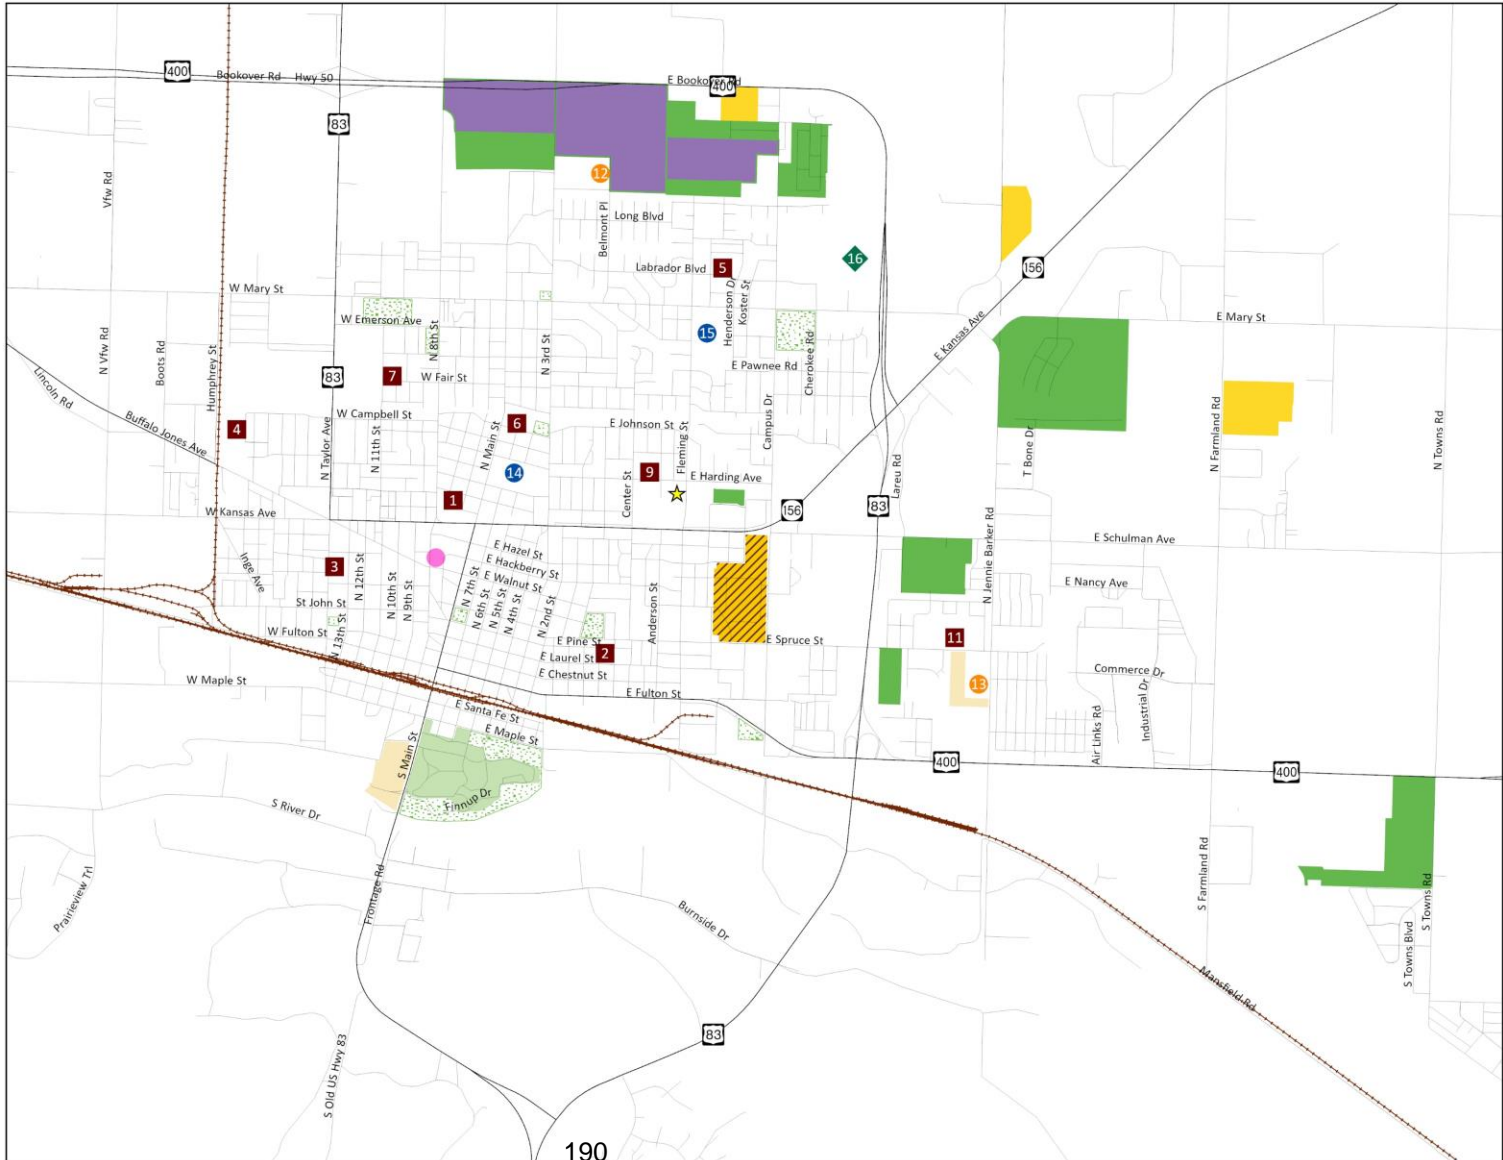 400
Bookover Rd
Hwy 50
E Bookover Rd
400
83
12
Vfw Rd
Long Blvd
Belmont Pl
16
Labrador Blvd
5
156
Henderson Dr
Koster St
W Mary St
E Mary St
W Emerson Ave
N 8th St
N 3rd St
15
E Kansas Ave
N Vfw Rd
Boots Rd
Humphrey St
E Pawnee Rd
Cherokee Rd
83
7
W Fair St
Lincoln Rd
Buffalo Jones Ave
W Campbell St
6
E Johnson St
Fleming St
Campus Dr
N Farmland Rd
N Towns Rd
4
N Taylor Ave
N 11th St
N Main St
T Bone Dr
14
9
E Harding Ave
Center St
Lareu Rd
1
156
83
W Kansas Ave
N Jennie Barker Rd
E Schulman Ave
E Hazel St
E Hackberry St
E Walnut St
3
Inge Ave
N 12th St
N 10th St
N 9th St
N 7th St
N 6th St
N 5th St
N 4th St
N 2nd St
Anderson St
E Nancy Ave
St John St
W Fulton St
N 13th St
E Pine St
E Spruce St
11
2
E Laurel St
E Chestnut St
Commerce Dr
W Maple St
E Fulton St
13
Industrial Dr
Air Links Rd
E Santa Fe St
E Maple St
S Main St
400
400
Finnup Dr
S River Dr
Prairieview Trl
Frontage Rd
S Farmland Rd
S Towns Rd
Burnside Dr
S Towns Blvd
Mansfield Rd
83
S Old US Hwy 83
190